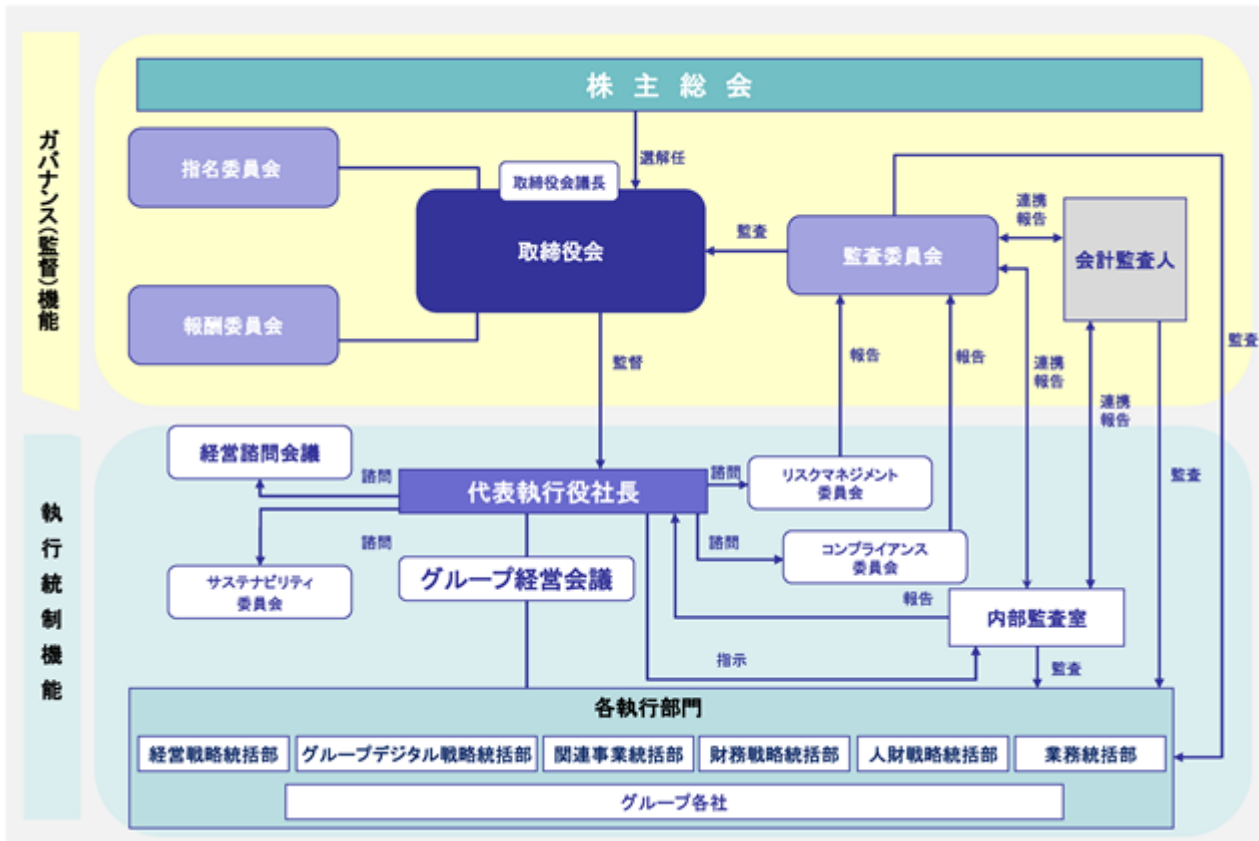 ガバナンス(監督)機能
株主総会
選解任
指名委員会
報酬委員会
取締役会議長
取締役会
監査
監査委員会
連携
報告
会計監査人
監督
報告
報告
連携
報告
連携
報告
監査
監査
執行統制機能
経営諮問会議
諮問
代表執行役社長
諮問
リスクマネジメント
委員会
諮問
サステナビリティ
委員会
グループ経営会議
諮問
コンプライアンス
委員会
報告
内部監査室
指示
監査
各執行部門
経営戦略統括部
グループデジタル戦略統括部
関連事業統括部
財務戦略統括部
人財戦略統括部
業務統括部
グループ各社